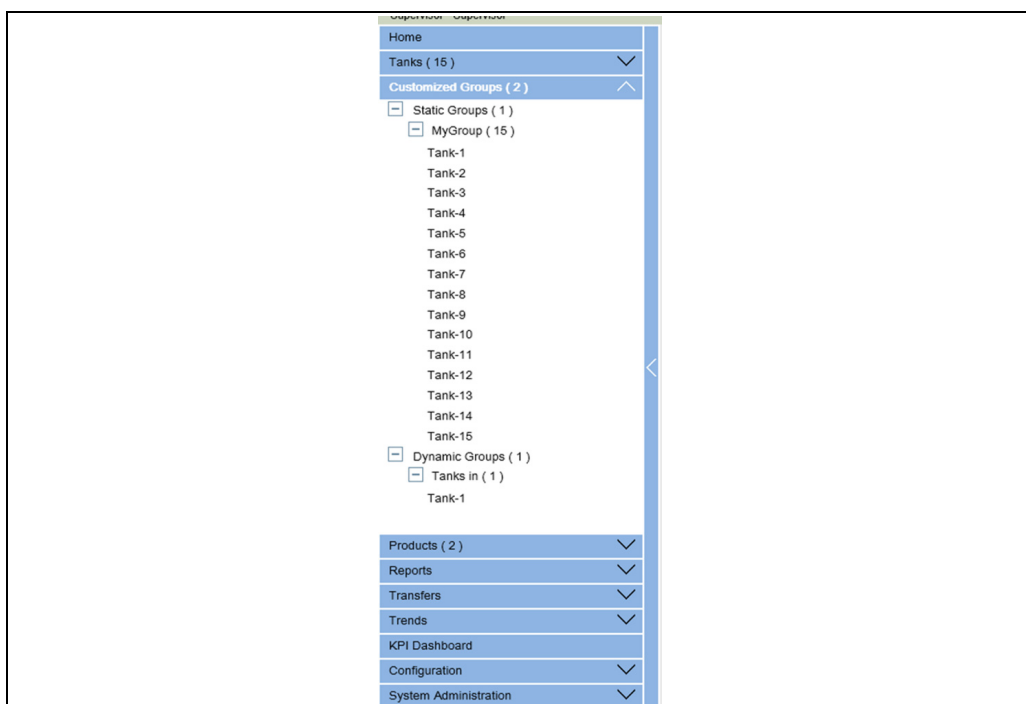 Supervisor - Supervisor
Home
Tanks ( 15 )
Customized Groups ( 2 )
Static Groups ( 1 )
MyGroup ( 15 )
Tank-1
Tank-2
Tank-3
Tank-4
Tank-5
Tank-6
Tank-7
Tank-8
Tank-9
Tank-10
Tank-11
Tank-12
Tank-13
Tank-14
Tank-15
Dynamic Groups ( 1 )
Tanks in ( 1 )
Tank-1
Products ( 2 )
Reports
Transfers
Trends
KPI Dashboard
Configuration
System Administration